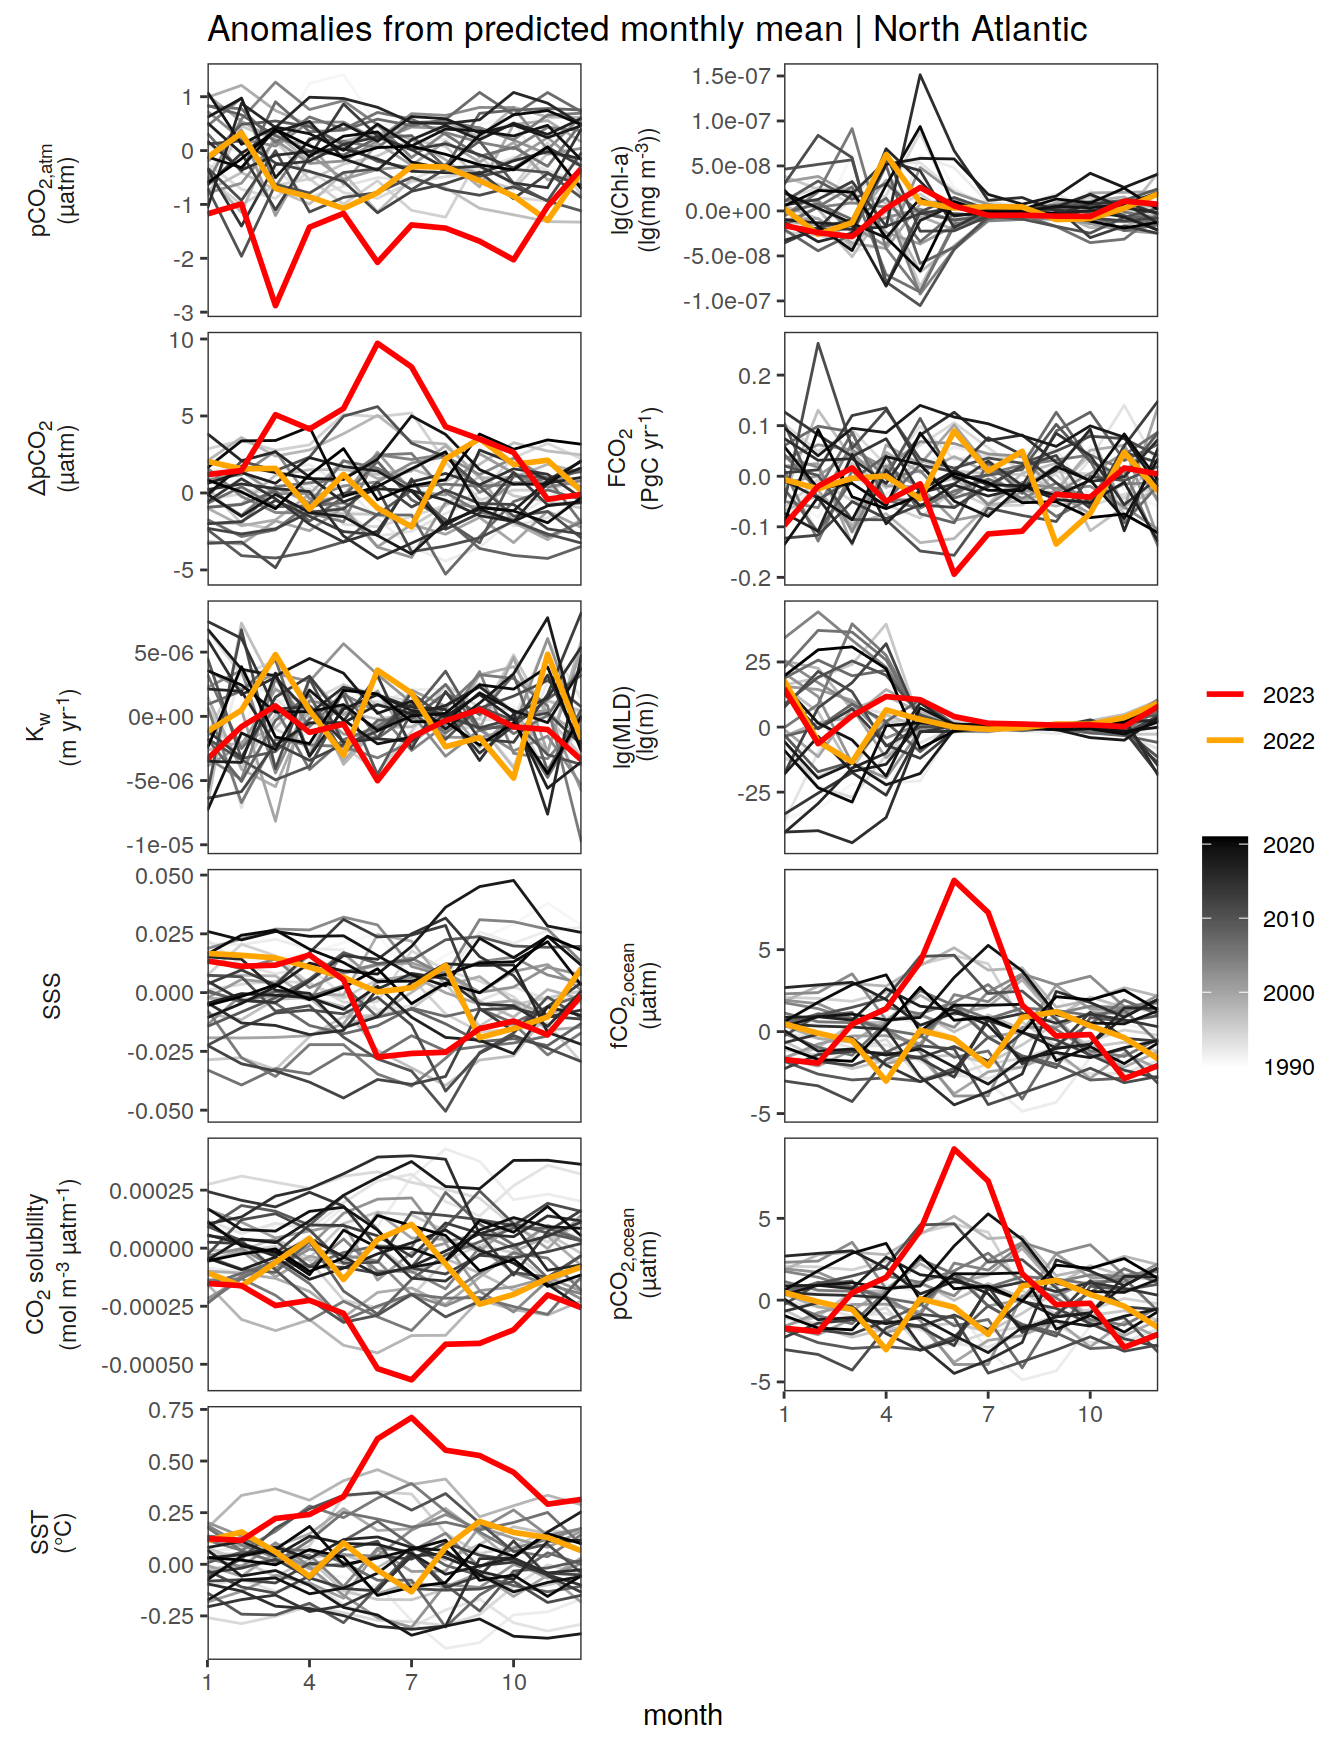 Anomalies from predicted monthly mean | North Atlantic
pCO2,atm
(µatm)
1
0
-1
-2
-3
lg(Chl-a)
(lg(mg m-3))
1.5e-07
1.0e-07
5.0e-08
0.0e+00
-5.0e-08
-1.0e-07
ΔpCO2
(µatm)
10
5
0
-5
FCO2
(PgC yr-1)
0.2
0.1
0.0
-0.1
-0.2
Kw
(m yr-1)
5e-06
0e+00
-5e-06
-1e-05
lg(MLD)
(lg(m))
25
0
-25
SSS
0.050
0.025
0.000
-0.025
-0.050
fCO2,ocean
(µatm)
5
0
-5
CO2 solubility
(mol m-3 µatm-1)
0.00025
0.00000
-0.00025
-0.00050
pCO2,ocean
(µatm)
5
0
-5
1 4 7 10
SST
(°C)
0.75
0.50
0.25
0.00
-0.25
1 4 7 10
month
2023
2022
2020
2010
2000
1990